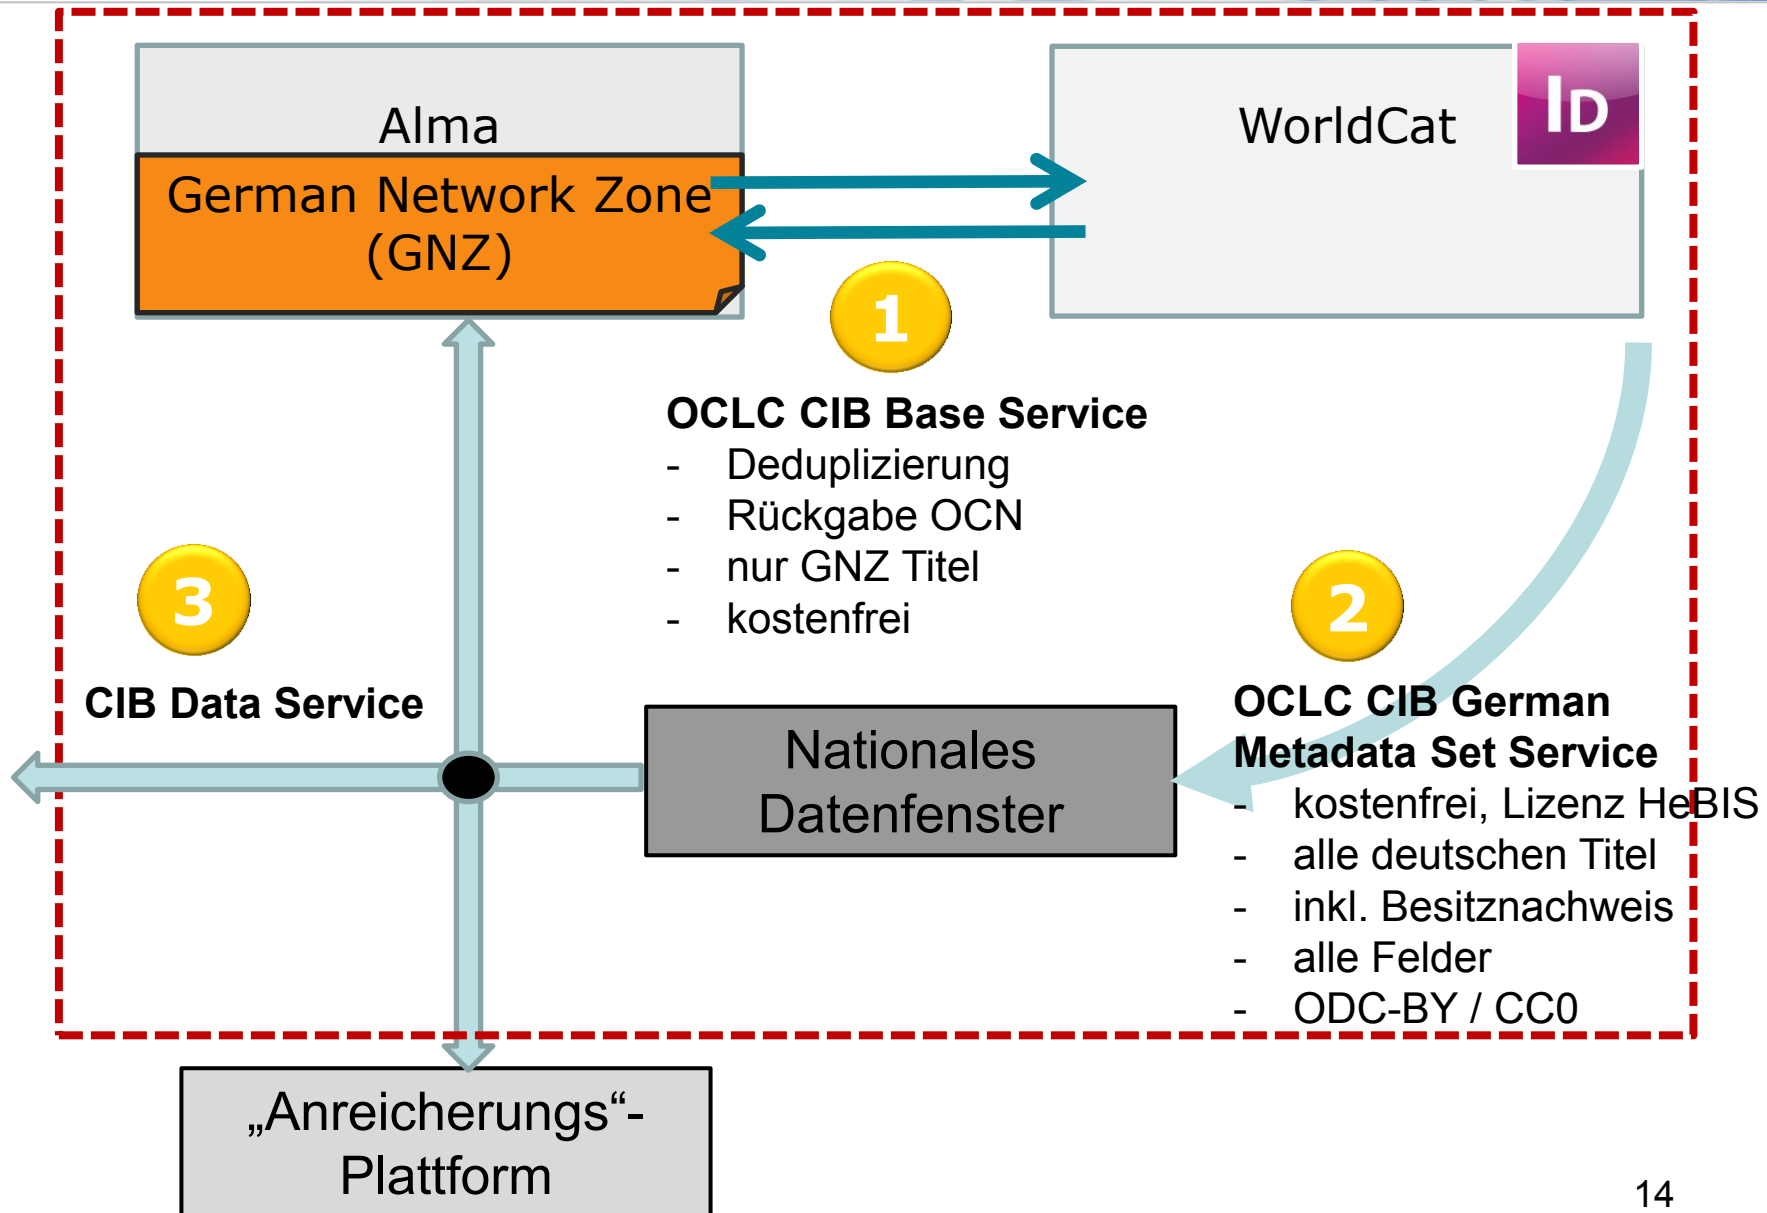 Alma
German Network Zone
(GNZ)
WorldCat
ID
1
OCLC CIB Base Service
- Deduplizierung
- Rückgabe OCN
- nur GNZ Titel
- kostenfrei
2
OCLC CIB German
Metadata Set Service
- kostenfrei, Lizenz HeBIS
- alle deutschen Titel
- inkl. Besitznachweis
- alle Felder
- ODC-BY / CC0
3
CIB Data Service
Nationales
Datenfenster
„Anreicherungs“-
Plattform
14